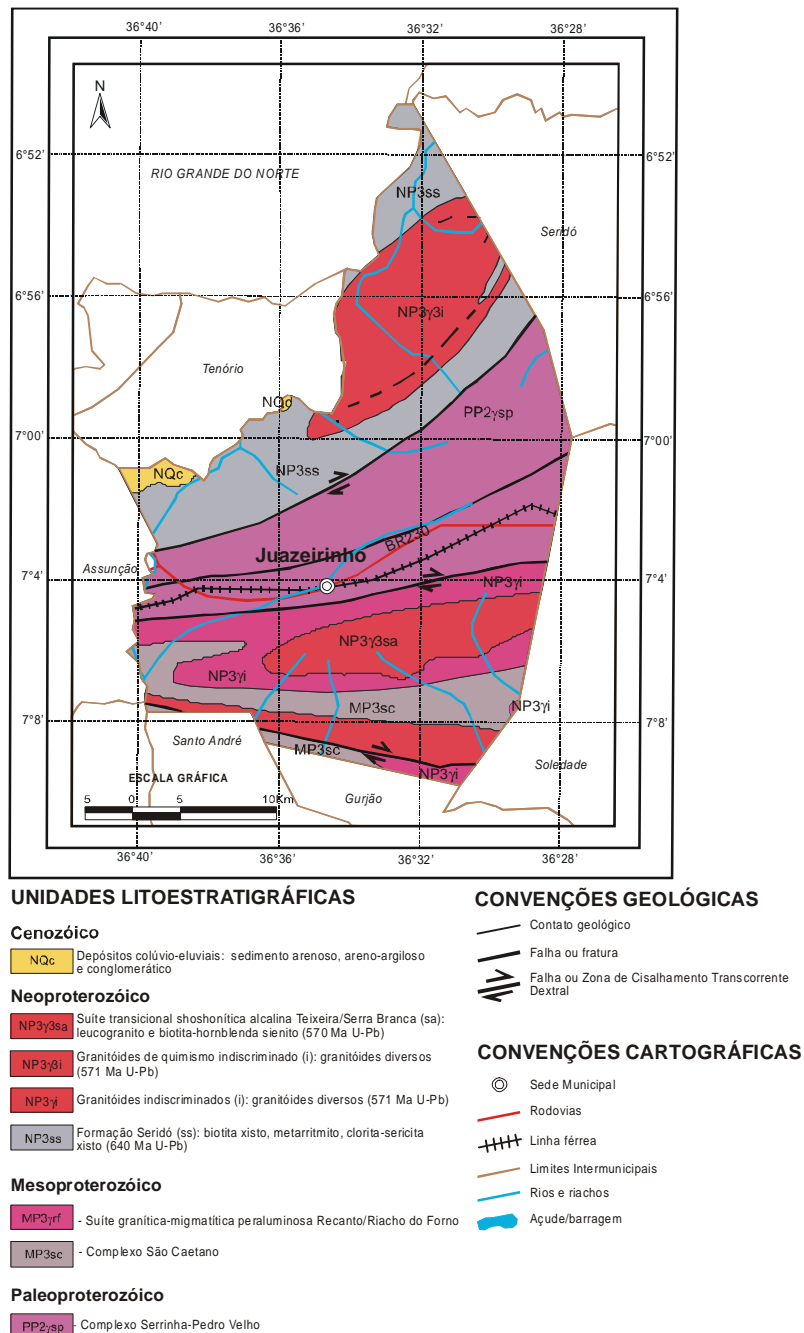 36°40' 36°36' 36°32' 36°28'
N
6°52' 6°52'
RIO GRANDE DO NORTE
NP3ss
Seridó
6°56' 6°56'
NP3γ3i
Tenório
NQc
PP2γsp
7°00' 7°00'
NQc
NP3ss
BR230
Juazeirinho
Assunção
7°4' 7°4'
NP3γi
NP3γ3sa
NP3γi
MP3sc
NP3γi
7°8' 7°8'
Santo André
MP3sc
Soledade
NP3γi
ESCALA GRÁFICA
Gurjão
5 0 5 10Km
36°40' 36°36' 36°32' 36°28'
UNIDADES LITOESTRATIGRÁFICAS
Cenozóico
NQc Depósitos colúvio-eluviais: sedimento arenoso, areno-argiloso
e conglomerático
Neoproterozóico
NP3γ3sa Suíte transicional shoshonítica alcalina Teixeira/Serra Branca (sa):
leucogranito e biotita-hornblenda sienito (570 Ma U-Pb)
NP3γ3i Granitóides de quimismo indiscriminado (i): granitóides diversos
(571 Ma U-Pb)
NP3γi Granitóides indiscriminados (i): granitóides diversos (571 Ma U-Pb)
NP3ss Formação Seridó (ss): biotita xisto, metarritmito, clorita-sericita
xisto (640 Ma U-Pb)
Mesoproterozóico
MP3γrf - Suíte granítica-migmatítica peraluminosa Recanto/Riacho do Forno
MP3sc - Complexo São Caetano
Paleoproterozóico
PP2γsp - Complexo Serrinha-Pedro Velho
CONVENÇÕES GEOLÓGICAS
Contato geológico
Falha ou fratura
Falha ou Zona de Cisalhamento Transcorrente
Dextral
CONVENÇÕES CARTOGRÁFICAS
Sede Municipal
Rodovias
Linha férrea
Limites Intermunicipais
Rios e riachos
Açude/barragem